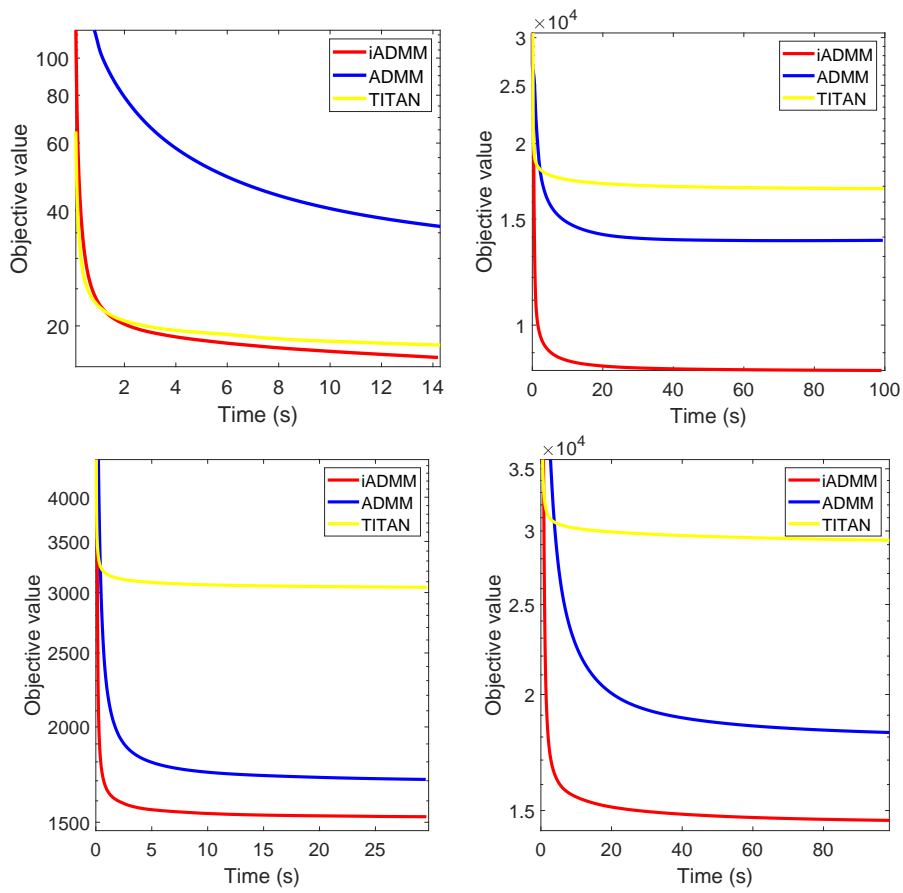 100
80
60
40
20
Objective value
2 4 6 8 10 12 14
Time (s)
iADMM
ADMM
TITAN
×10^4
3
2.5
2
1.5
1
Objective value
0 20 40 60 80 100
Time (s)
iADMM
ADMM
TITAN
4000
3500
3000
2500
2000
1500
Objective value
0 5 10 15 20 25
Time (s)
iADMM
ADMM
TITAN
×10^4
3.5
3
2.5
2
1.5
Objective value
0 20 40 60 80
Time (s)
iADMM
ADMM
TITAN